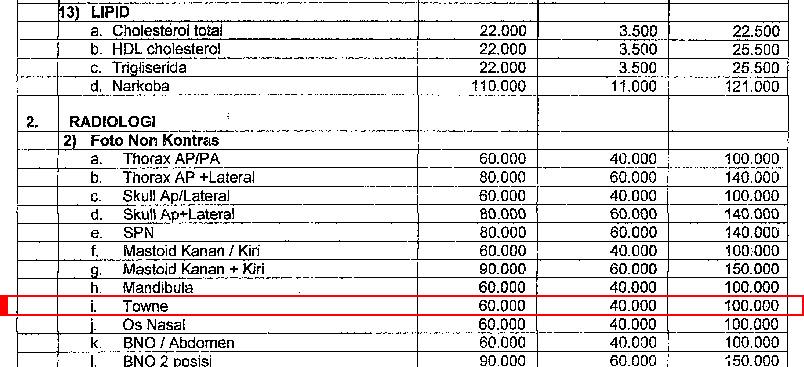 13) LIPID
a. Cholesterol total 22.000 3.500 22.500
b. HDL cholesterol 22.000 3.500 25.500
c. Trigliserida 22.000 3.500 25.500
d. Narkoba 110.000 11.000 121.000
2. RADIOLOGI
2) Foto Non Kontras
a. Thorax AP/PA 60.000 40.000 100.000
b. Thorax AP +Lateral 80.000 60.000 140.000
c. Skull Ap/Lateral 60.000 40.000 100.000
d. Skull Ap+Lateral 80.000 60.000 140.000
e. SPN 80.000 60.000 140.000
f. Mastoid Kanan / Kiri 60.000 40.000 100.000
g. Mastoid Kanan + Kiri 90.000 60.000 150.000
h. Mandibula 60.000 40.000 100.000
i. Towne 60.000 40.000 100.000
j. Os Nasal 60.000 40.000 100.000
k. BNO / Abdomen 60.000 40.000 100.000
l. BNO 2 posisi 90.000 60.000 150.000